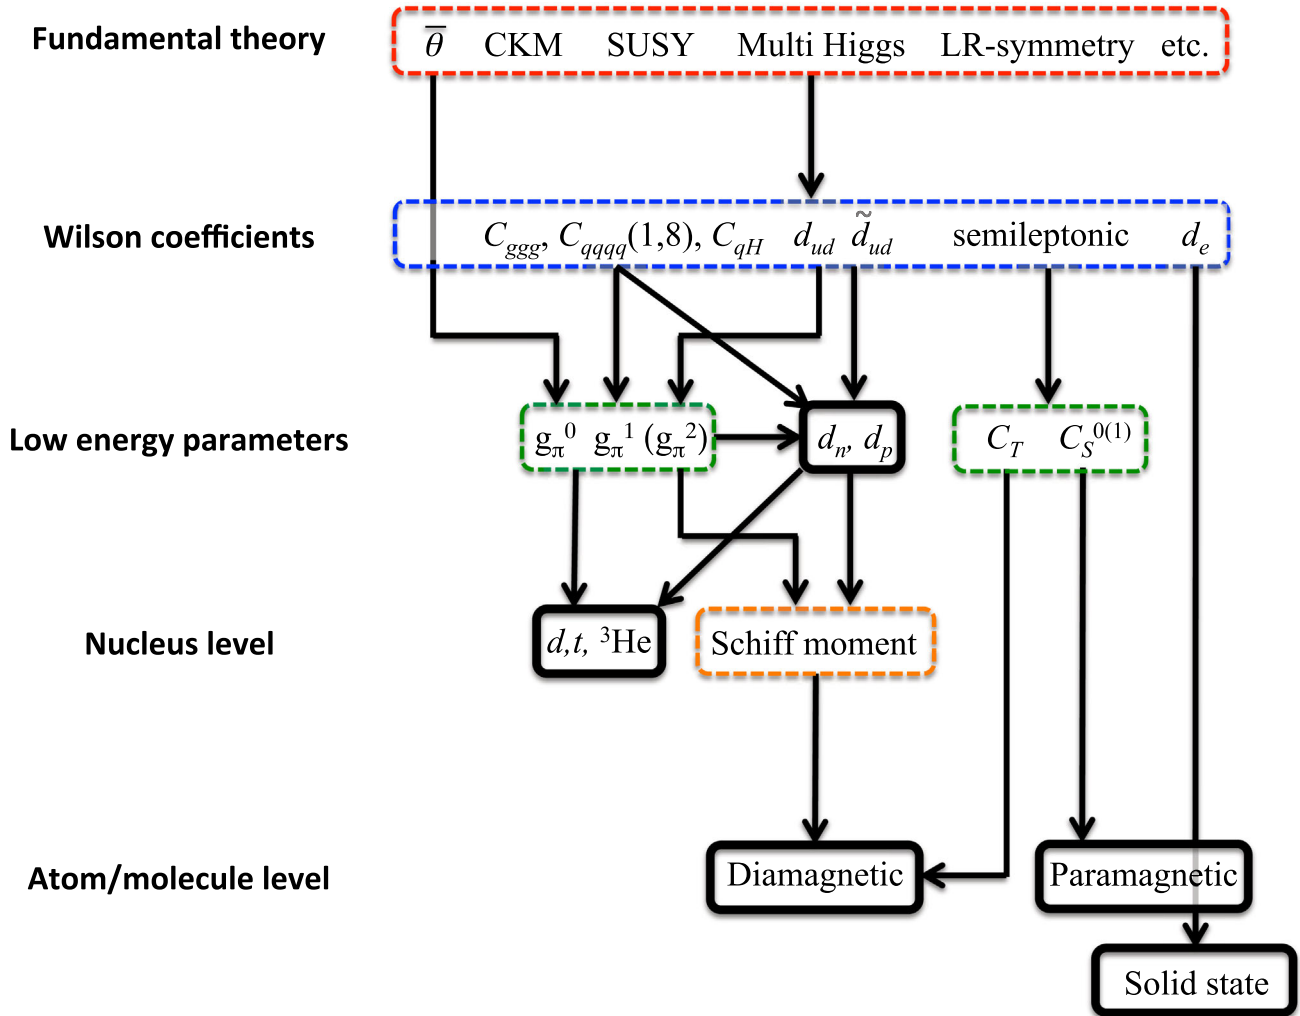 Fundamental theory θ̅ CKM SUSY Multi Higgs LR-symmetry etc.
Wilson coefficients C_ggg, C_qqqq(1,8), C_qH d_ud d̃_ud semileptonic d_e
Low energy parameters g_π^0 g_π^1 (g_π^2) d_n, d_p C_T C_S^0(1)
Nucleus level d,t, ³He Schiff moment
Atom/molecule level Diamagnetic Paramagnetic
Solid state